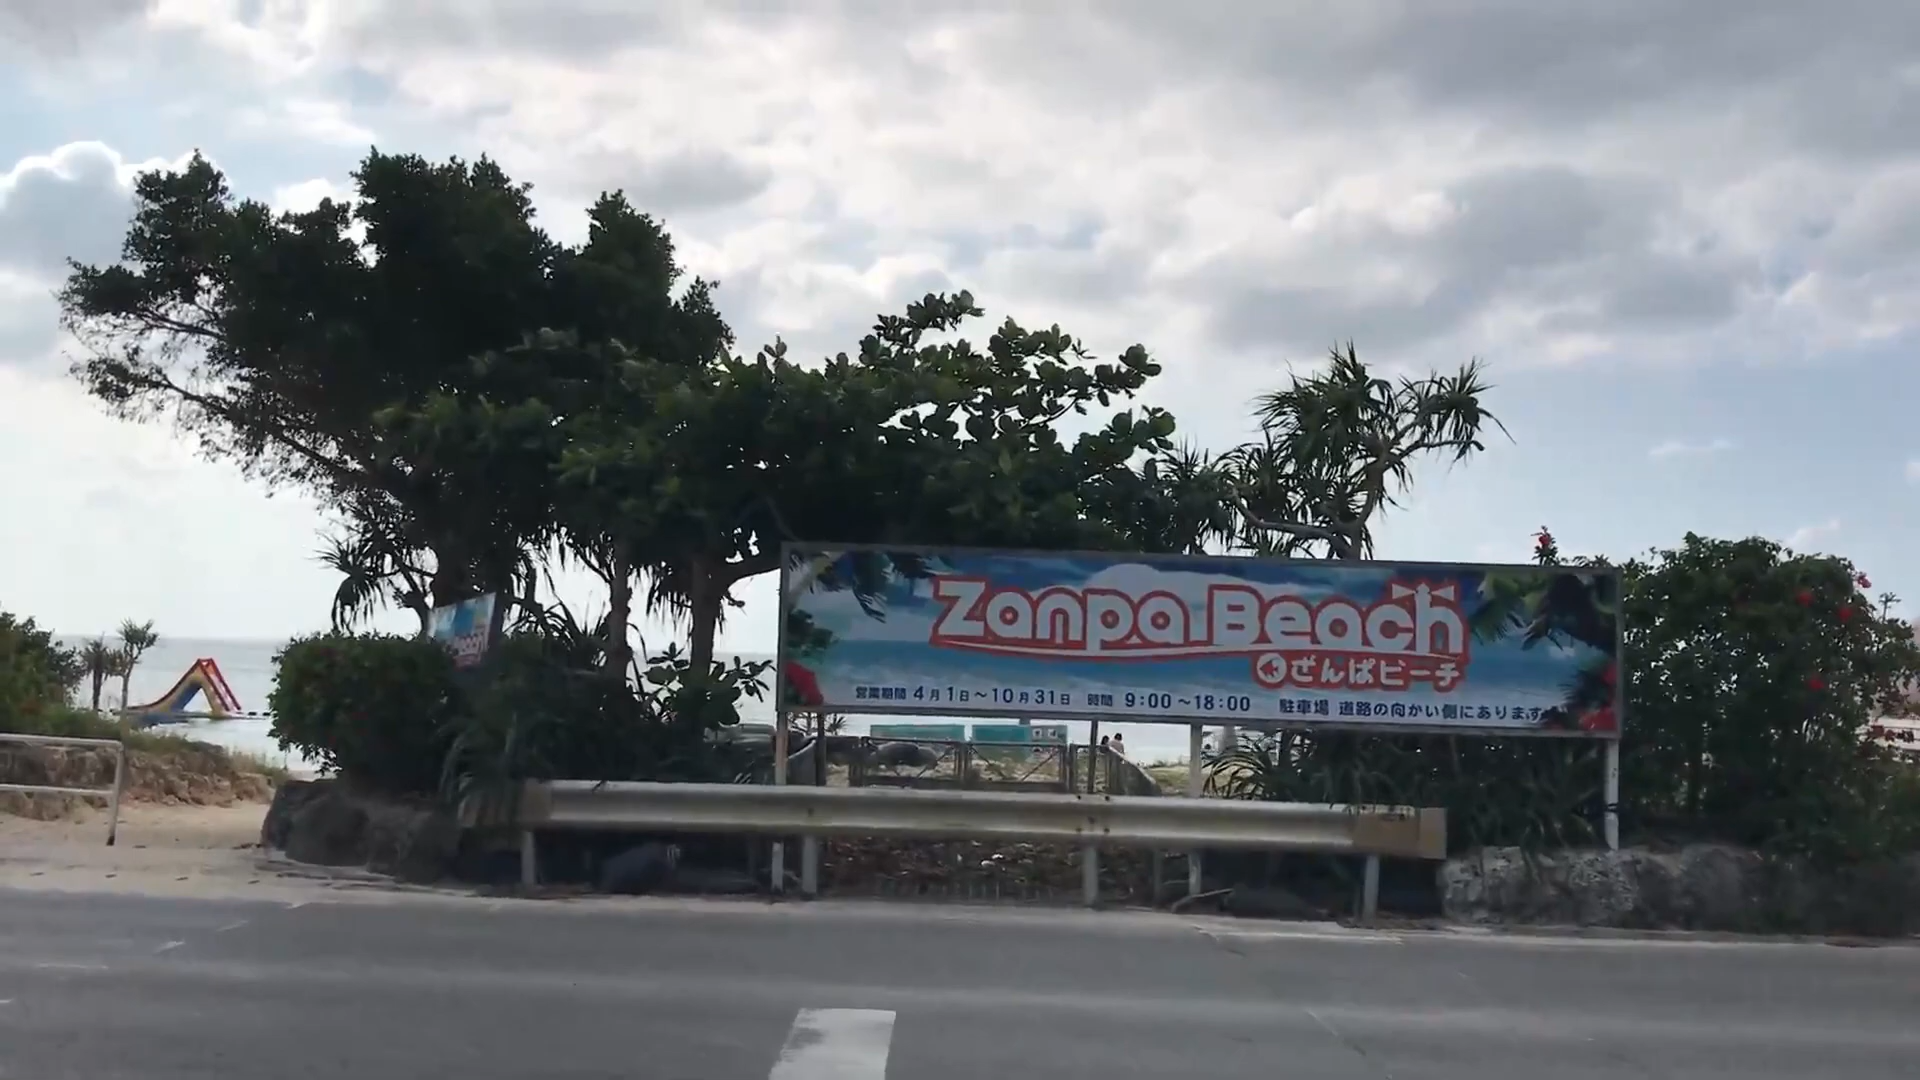 Zanpa Beach
ざんぱビーチ
営業期間 4月1日～10月31日 時間 9:00～18:00 駐車場 道路の向かい側にあります